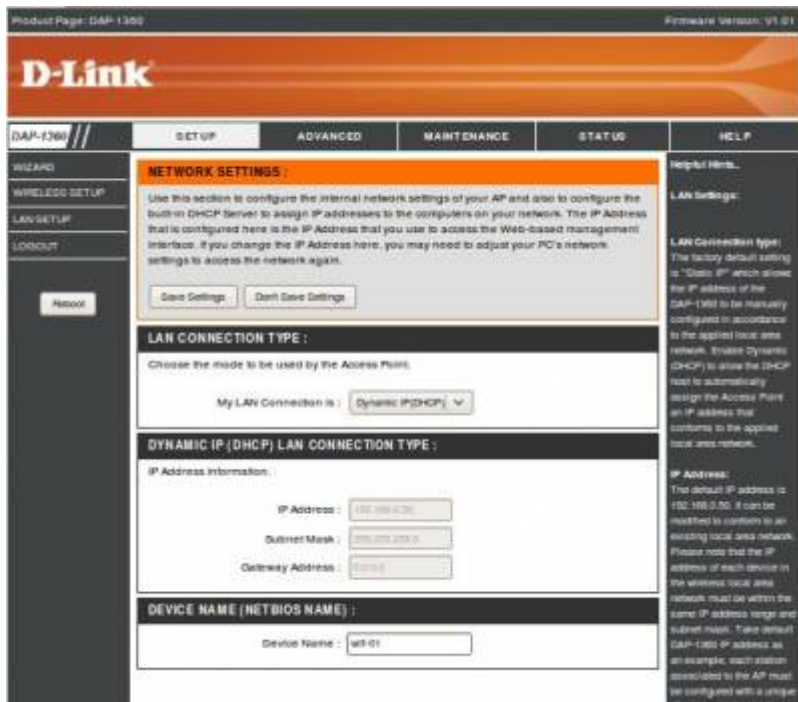 Product Page: DAP-1360
Firmware Version: V1.01
D-Link
DAP-1360
SETUP
ADVANCED
MAINTENANCE
STATUS
HELP
WIZARD
WIRELESS SETUP
LAN SETUP
LOGOUT
Reboot
NETWORK SETTINGS :
Use this section to configure the internal network settings of your AP and also to configure the
built-in DHCP Server to assign IP addresses to the computers on your network. The IP Address
that is configured here is the IP Address that you use to access the Web-based management
interface. If you change the IP Address here, you may need to adjust your PC's network
settings to access the network again.
Save Settings
Don't Save Settings
LAN CONNECTION TYPE :
Choose the mode to be used by the Access Point.
My LAN Connection is :
Dynamic IP(DHCP)
DYNAMIC IP (DHCP) LAN CONNECTION TYPE :
IP Address Information.
IP Address :
192.168.0.50
Subnet Mask :
255.255.255.0
Gateway Address :
0.0.0.0
DEVICE NAME (NETBIOS NAME) :
Device Name :
wifi-01
Helpful Hints..
LAN Settings:
LAN Connection type:
The factory default setting
is "Static IP" which allows
the IP address of the
DAP-1360 to be manually
configured in accordance
to the applied local area
network. Enable Dynamic
(DHCP) to allow the DHCP
host to automatically
assign the Access Point
an IP address that
conforms to the applied
local area network.
IP Address:
The default IP address is
192.168.0.50. It can be
modified to conform to an
existing local area network.
Please note that the IP
address of each device in
the wireless local area
network must be within the
same IP address range and
subnet mask. Take default
DAP-1360 IP address as
an example, each station
associated to the AP must
be configured with a unique